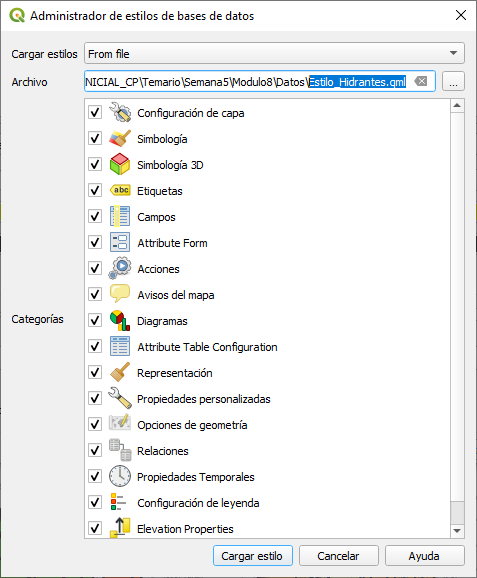 Administrador de estilos de bases de datos
Cargar estilos From file
Archivo NICIAL_CP\Temario\Semana5\Modulo8\Datos\Estilo_Hidrantes.qml ...
Configuración de capa
Simbología
Simbología 3D
abc Etiquetas
Campos
Attribute Form
Acciones
Avisos del mapa
Categorías Diagramas
Attribute Table Configuration
Representación
Propiedades personalizadas
Opciones de geometría
Relaciones
Propiedades Temporales
Configuración de leyenda
Elevation Properties
Cargar estilo Cancelar Ayuda